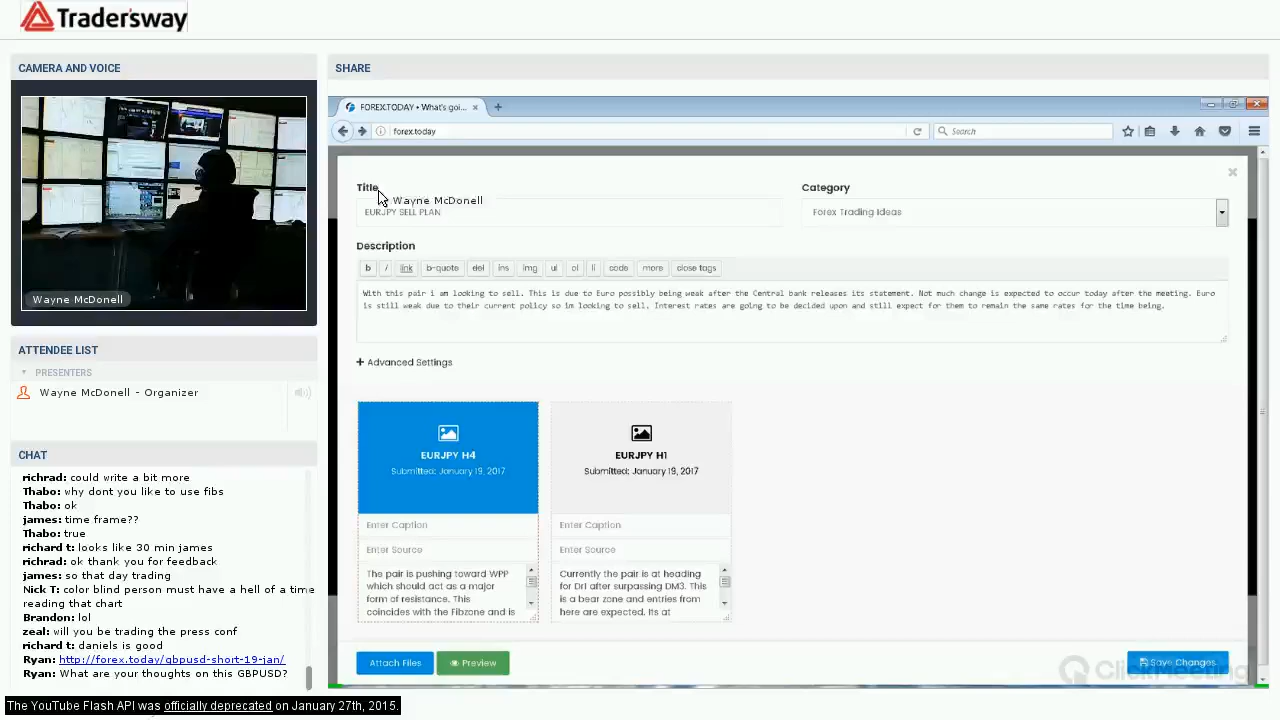 Tradersway
CAMERA AND VOICE
Wayne McDonell
ATTENDEE LIST
PRESENTERS
Wayne McDonell - Organizer
CHAT
richrad: could write a bit more
Thabo: why dont you like to use fibs
Thabo: ok
james: time frame??
Thabo: true
richard t: looks like 30 min james
richrad: ok thank you for feedback
james: so that day trading
Nick T: color blind person must have a hell of a time
reading that chart
Brandon: lol
zeal: will you be trading the press conf
richard t: daniels is good
Ryan: http://forex.today/gbpusd-short-19-jan/
Ryan: What are your thoughts on this GBPUSD?
SHARE
FOREX.TODAY • What's goi...
forex.today
Search
Title
Wayne McDonell
EURJPY SELL PLAN
Category
Forex Trading Ideas
Description
b i link b-quote del ins img ul ol li code more close tags
With this pair i am looking to sell. This is due to Euro possibly being weak after the Central bank releases its statement. Not much change is expected to occur today after the meeting. Euro
is still weak due to their current policy so im looking to sell. Interest rates are going to be decided upon and still expect for them to remain the same rates for the time being.
+ Advanced Settings
EURJPY H4
Submitted: January 19, 2017
Enter Caption
Enter Source
The pair is pushing toward WPP
which should act as a major
form of resistance. This
coincides with the Fibzone and is
EURJPY H1
Submitted: January 19, 2017
Enter Caption
Enter Source
Currently the pair is at heading
for Dr1 after surpassing DM3. This
is a bear zone and entries from
here are expected. Its at
Attach Files
Preview
Save Changes
ClickMeeting
The YouTube Flash API was officially deprecated on January 27th, 2015.